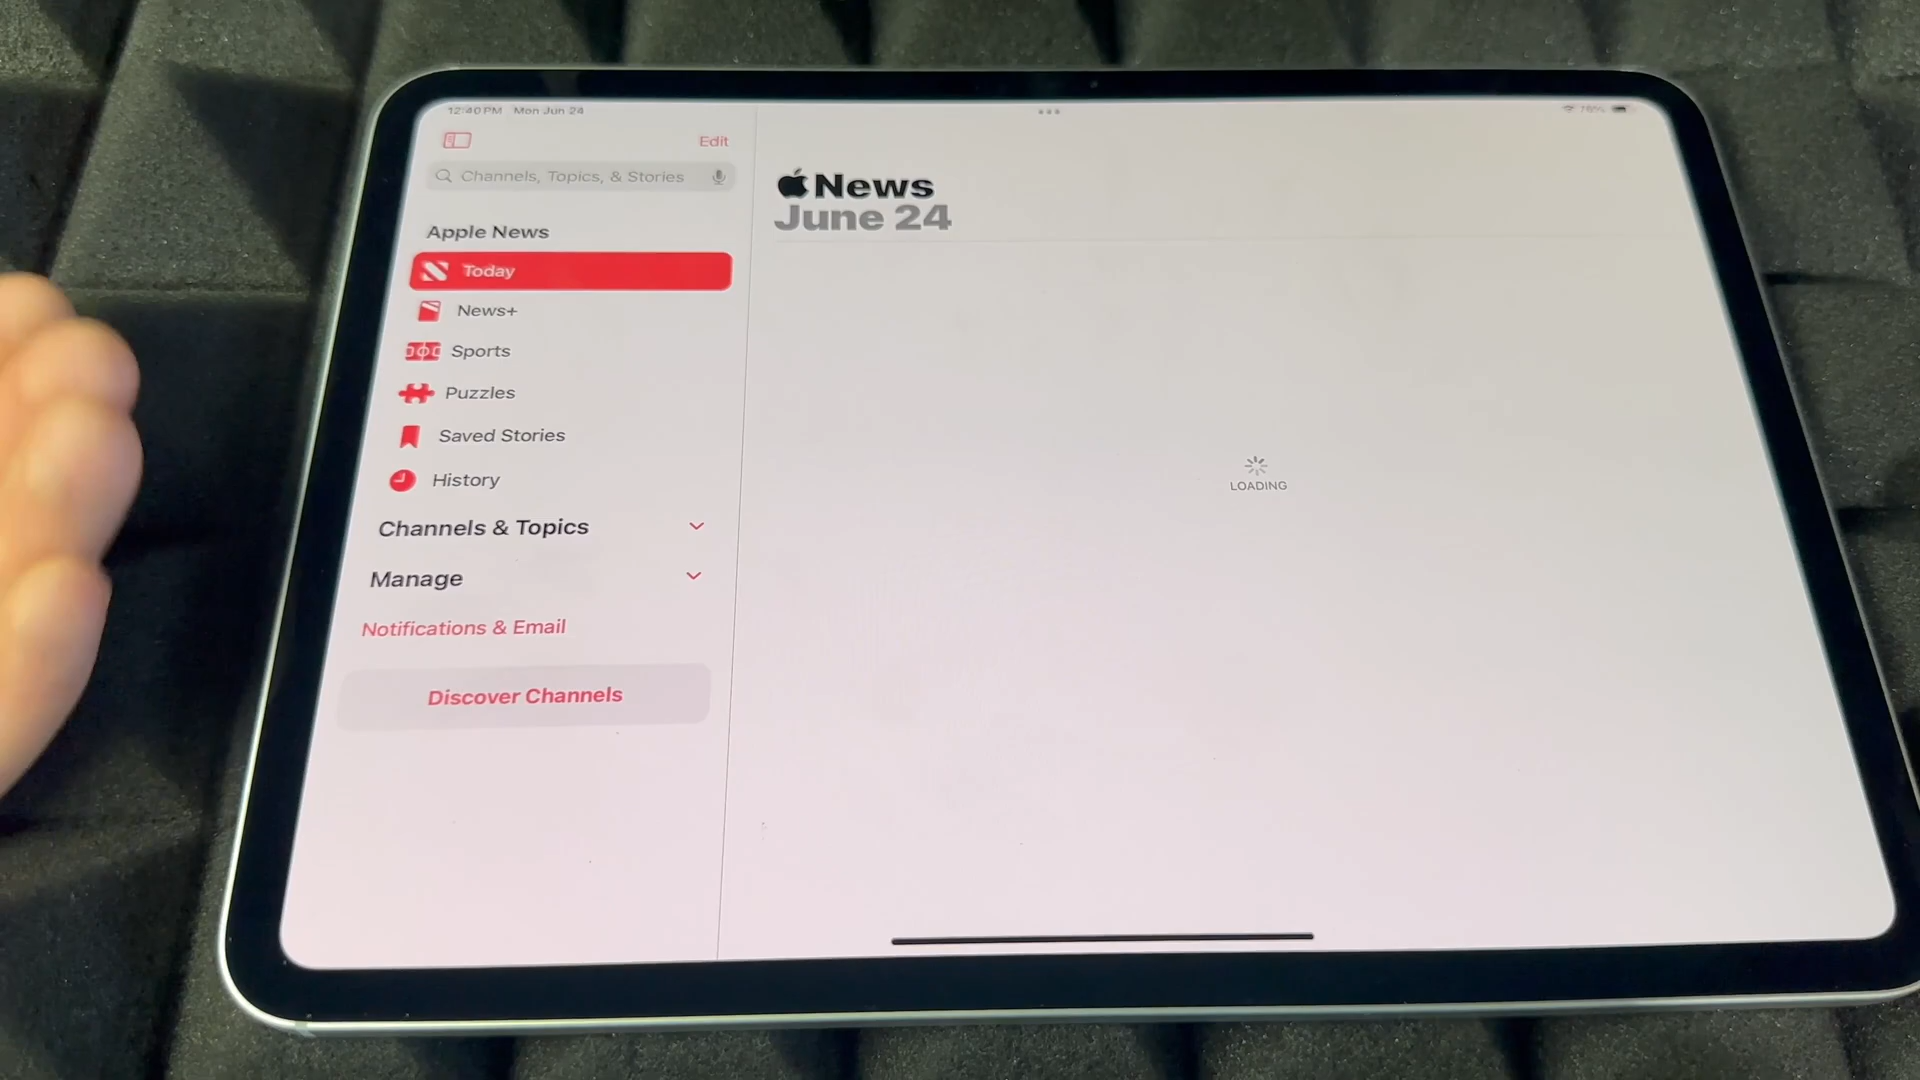 12:40 PM Mon Jun 24
Edit
Channels, Topics, & Stories
Apple News
Today
News+
Sports
Puzzles
Saved Stories
History
Channels & Topics
Manage
Notifications & Email
Discover Channels
News
June 24
LOADING